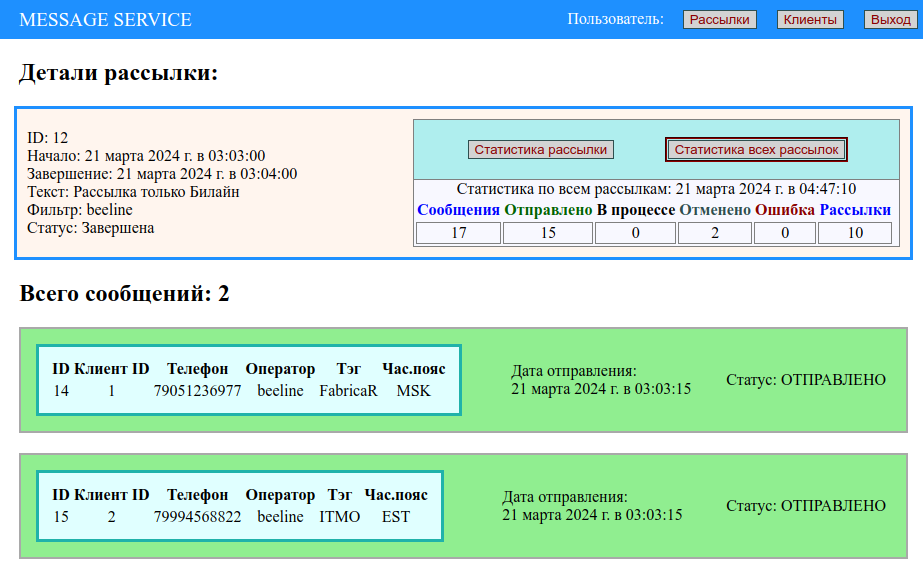 MESSAGE SERVICE
Пользователь: Рассылки Клиенты Выход
Детали рассылки:
ID: 12
Начало: 21 марта 2024 г. в 03:03:00
Завершение: 21 марта 2024 г. в 03:04:00
Текст: Рассылка только Билайн
Фильтр: beeline
Статус: Завершена
Статистика рассылки Статистика всех рассылок
Статистика по всем рассылкам: 21 марта 2024 г. в 04:47:10
Сообщения Отправлено В процессе Отменено Ошибка Рассылки
17 15 0 2 0 10
Всего сообщений: 2
ID Клиент ID Телефон Оператор Тэг Час.пояс
14 1 79051236977 beeline FabricaR MSK
Дата отправления:
21 марта 2024 г. в 03:03:15
Статус: ОТПРАВЛЕНО
ID Клиент ID Телефон Оператор Тэг Час.пояс
15 2 79994568822 beeline ITMO EST
Дата отправления:
21 марта 2024 г. в 03:03:15
Статус: ОТПРАВЛЕНО